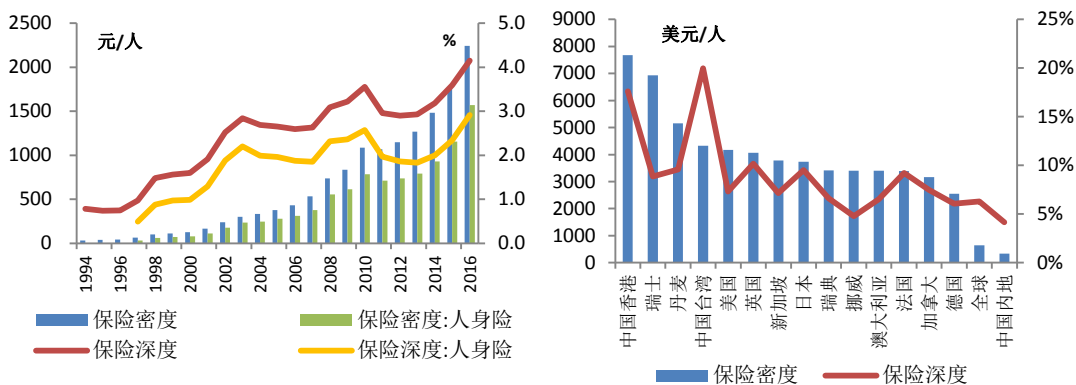 2500
2000
1500
1000
500
0
元/人
%
5.0
4.0
3.0
2.0
1.0
0.0
1994
1996
1998
2000
2002
2004
2006
2008
2010
2012
2014
2016
保险密度
保险密度:人身险
保险深度
保险深度:人身险
9000
8000
7000
6000
5000
4000
3000
2000
1000
0
美元/人
25%
20%
15%
10%
5%
0%
中国香港
瑞士
丹麦
中国台湾
美国
英国
新加坡
日本
瑞典
挪威
澳大利亚
法国
加拿大
德国
全球
中国内地
保险密度
保险深度